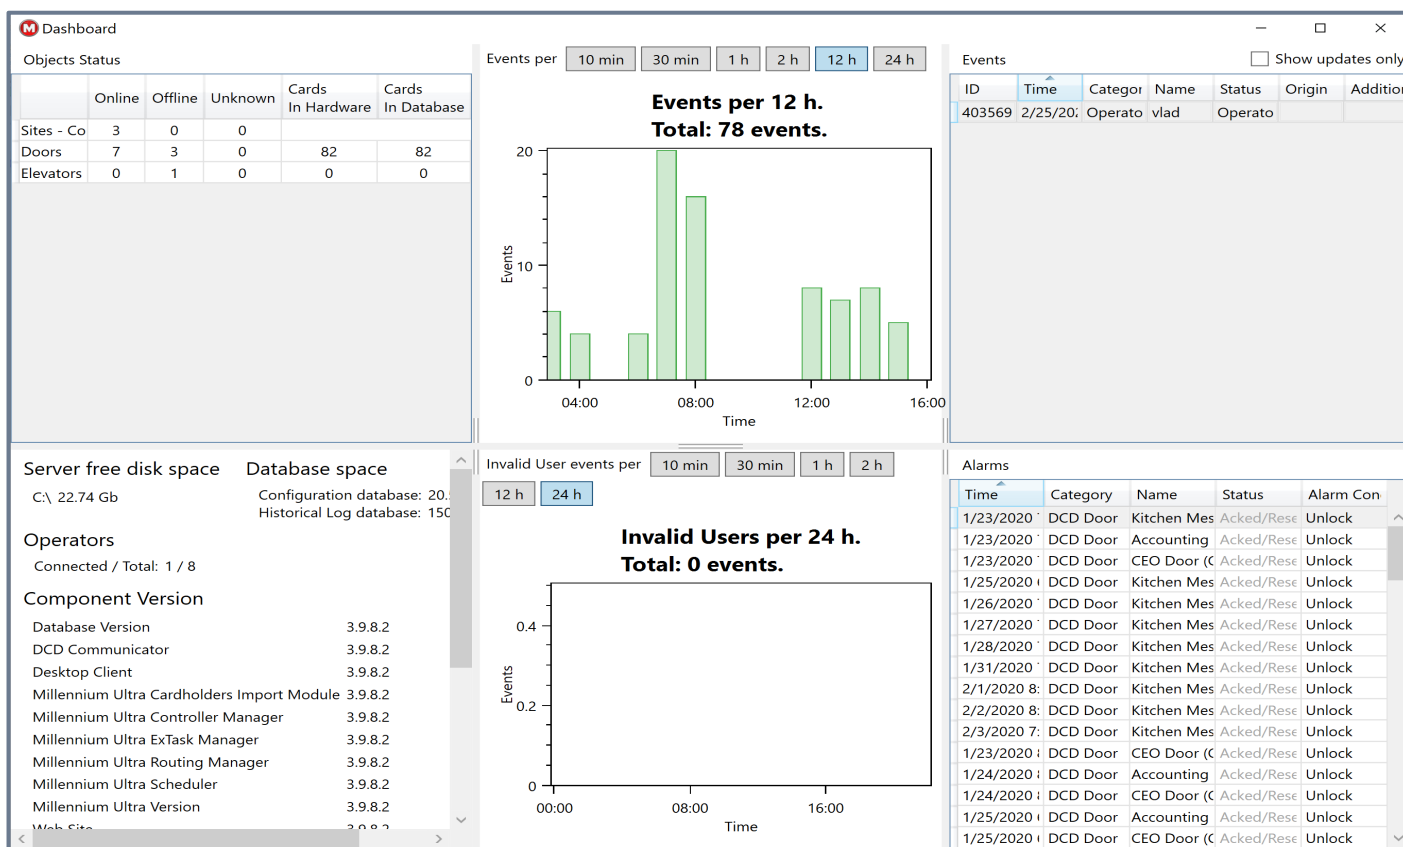 M Dashboard
Objects Status
Online Offline Unknown Cards In Hardware Cards In Database
Sites - Co 3 0 0
Doors 7 3 0 82 82
Elevators 0 1 0 0 0
Events per 10 min 30 min 1 h 2 h 12 h 24 h
Events per 12 h.
Total: 78 events.
20
10
0
Events
04:00 08:00 12:00 16:00
Time
Events Show updates only
ID Time Categor Name Status Origin Addition
403569 2/25/20 Operato vlad Operato
Server free disk space
C:\ 22.74 Gb
Database space
Configuration database: 20.
Historical Log database: 150
Operators
Connected / Total: 1 / 8
Component Version
Database Version 3.9.8.2
DCD Communicator 3.9.8.2
Desktop Client 3.9.8.2
Millennium Ultra Cardholders Import Module 3.9.8.2
Millennium Ultra Controller Manager 3.9.8.2
Millennium Ultra ExTask Manager 3.9.8.2
Millennium Ultra Routing Manager 3.9.8.2
Millennium Ultra Scheduler 3.9.8.2
Millennium Ultra Version 3.9.8.2
Web Site 3.9.8.2
Invalid User events per 10 min 30 min 1 h 2 h
12 h 24 h
Invalid Users per 24 h.
Total: 0 events.
0.4
0.2
0
Events
00:00 08:00 16:00
Time
Alarms
Time Category Name Status Alarm Con
1/23/2020 DCD Door Kitchen Mes Acked/Rese Unlock
1/23/2020 DCD Door Accounting Acked/Rese Unlock
1/23/2020 DCD Door CEO Door (C Acked/Rese Unlock
1/25/2020 DCD Door Kitchen Mes Acked/Rese Unlock
1/26/2020 DCD Door Kitchen Mes Acked/Rese Unlock
1/27/2020 DCD Door Kitchen Mes Acked/Rese Unlock
1/28/2020 DCD Door Kitchen Mes Acked/Rese Unlock
1/31/2020 DCD Door Kitchen Mes Acked/Rese Unlock
2/1/2020 8: DCD Door Kitchen Mes Acked/Rese Unlock
2/2/2020 8: DCD Door Kitchen Mes Acked/Rese Unlock
2/3/2020 7: DCD Door Kitchen Mes Acked/Rese Unlock
1/23/2020 DCD Door CEO Door (C Acked/Rese Unlock
1/24/2020 DCD Door Accounting Acked/Rese Unlock
1/24/2020 DCD Door CEO Door (C Acked/Rese Unlock
1/25/2020 DCD Door Accounting Acked/Rese Unlock
1/25/2020 DCD Door CEO Door (C Acked/Rese Unlock